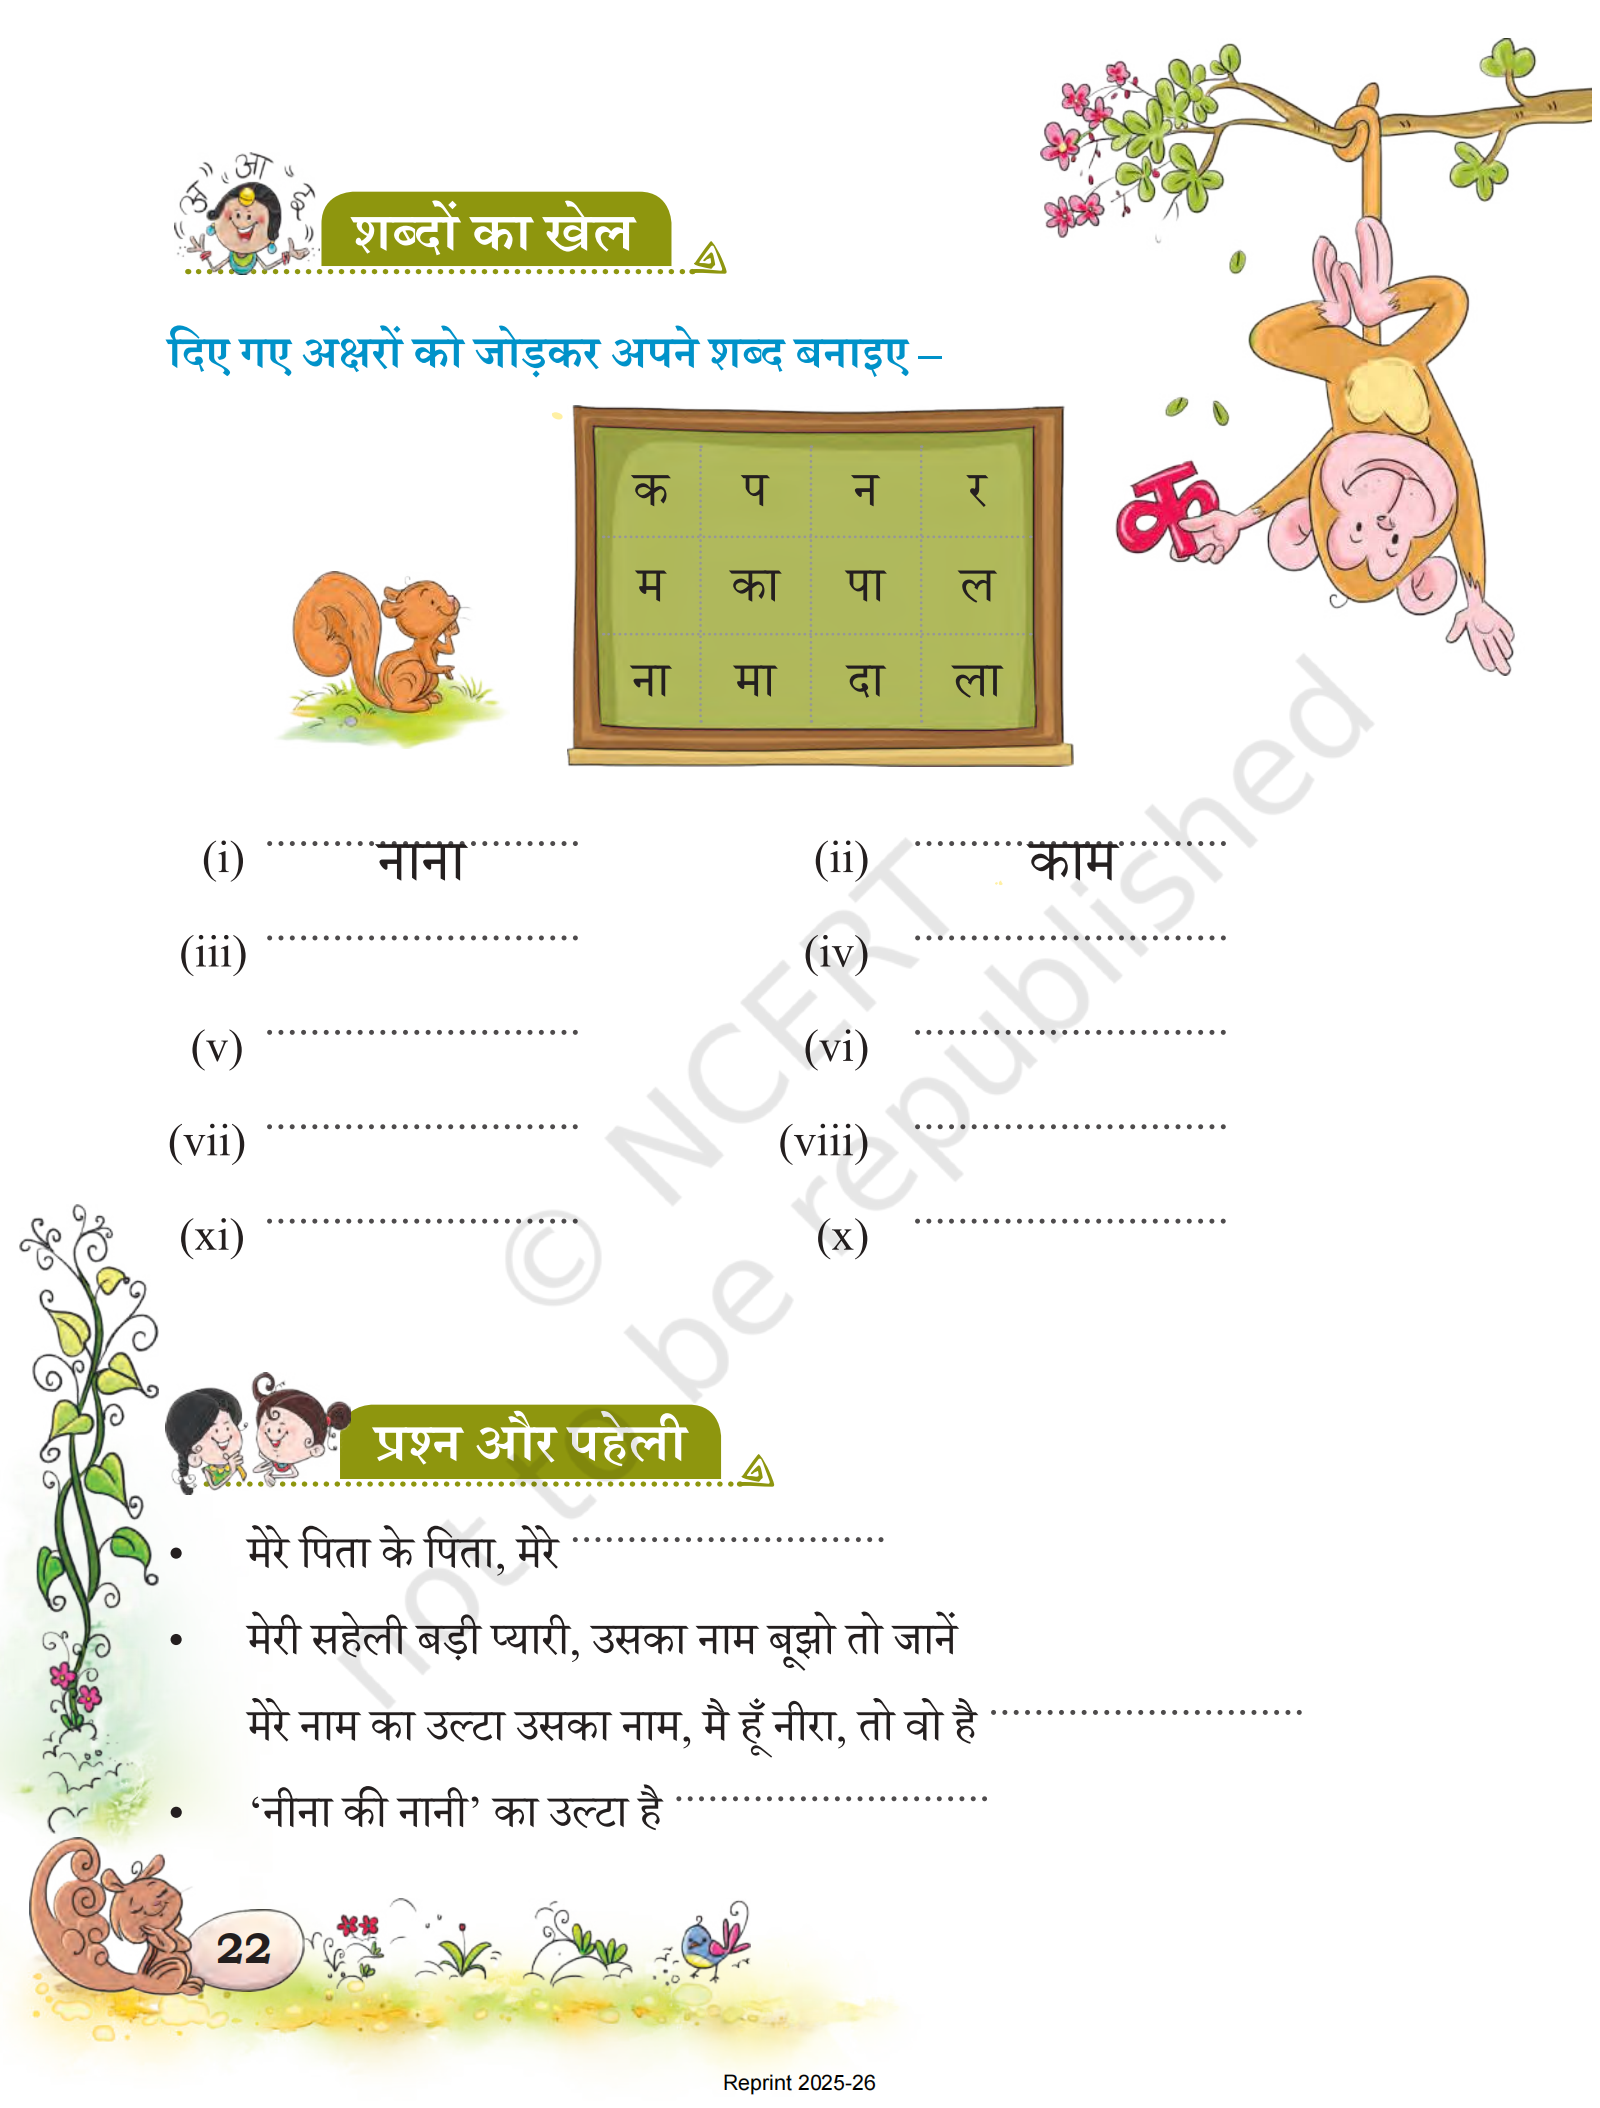 अ आ इ
शब्दों का खेल
दिए गए अक्षरों को जोड़कर अपने शब्द बनाइए –
क प न र
म का पा ल
ना मा दा ला
क
(i) नाना (ii) काम
(iii) (iv)
(v) (vi)
(vii) (viii)
(xi) (x)
प्रश्न और पहेली
• मेरे पिता के पिता, मेरे
• मेरी सहेली बड़ी प्यारी, उसका नाम बूझो तो जानें
मेरे नाम का उल्टा उसका नाम, मै हूँ नीरा, तो वो है
• ‘नीना की नानी’ का उल्टा है
22
© NCERT
not to be republished
Reprint 2025-26